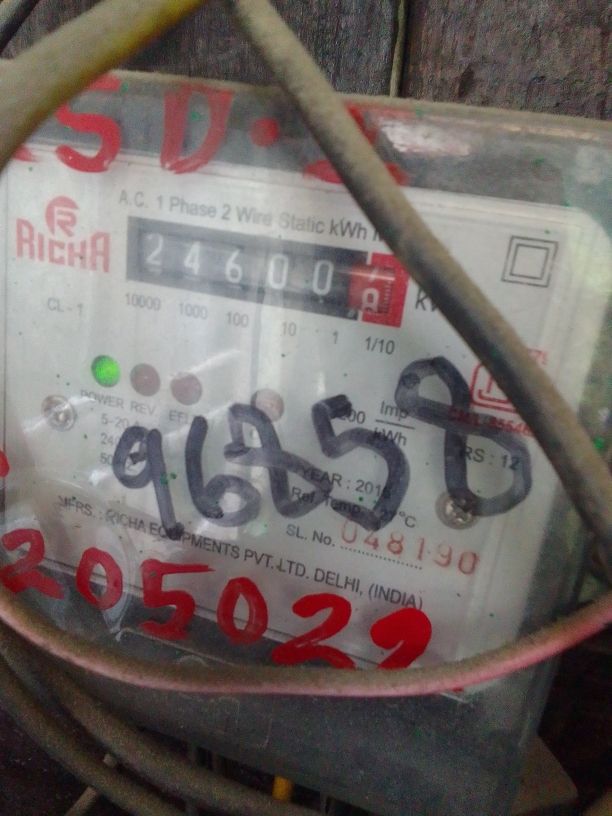 SD.2
A.C. 1 Phase 2 Wire Static kWh
RICHA
24600
CL-1 10000 1000 100 10 1 1/10
POWER REV.
Imp
kWh
RS : 12
96258
YEAR :
Ref. Temp. 27°C
SL. No. 048190
MFRS. : RICHA EQUIPMENTS PVT. LTD. DELHI, (INDIA)
205022